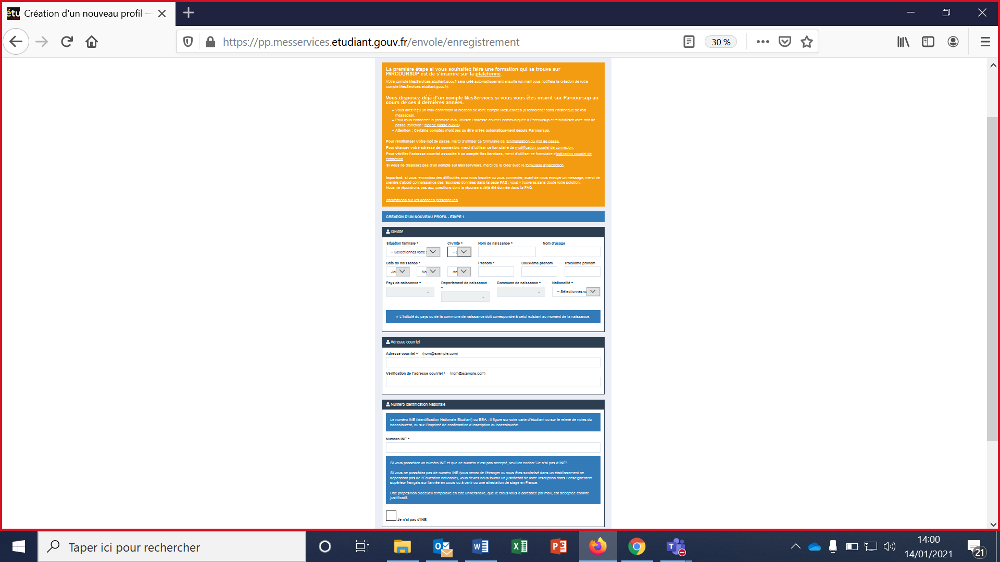 étu Création d'un nouveau profil —
https://pp.messervices.etudiant.gouv.fr/envole/enregistrement
30 %
La première étape si vous souhaitez faire une formation qui se trouve sur
PARCOURSUP est de s'inscrire sur la plateforme.
Votre compte MesServices.etudiant.gouv.fr sera créé automatiquement ensuite (un mail vous notifiera la création de votre
compte MesServices.etudiant.gouv.fr).
Vous disposez déjà d'un compte MesServices si vous vous êtes inscrit sur Parcoursup au
cours de ces 4 dernières années.
• Vous avez reçu un mail confirmant la création de votre compte MesServices (à rechercher dans l'historique de vos
messages).
• Pour vous connecter la première fois, utilisez l'adresse courriel communiquée à Parcoursup et réinitialisez votre mot de
passe (fonction : mot de passe oublié)
• Attention : Certains comptes n'ont pas pu être créés automatiquement depuis Parcoursup.
Pour réinitialiser votre mot de passe, merci d'utiliser ce formulaire de réinitialisation du mot de passe.
Pour changer votre adresse de connexion, merci d'utiliser ce formulaire de modification courriel de connexion.
Pour vérifier l'adresse courriel associée à un compte MesServices, merci d'utiliser ce formulaire d'indication courriel de
connexion.
Si vous ne disposez pas d'un compte sur MesServices, merci de le créer avec le formulaire d'inscription.
Important: si vous rencontrez des difficultés pour vous inscrire ou vous connecter, avant de nous envoyer un message, merci de
prendre d'abord connaissance des réponses données dans la page FAQ : vous y trouverez sans doute votre solution.
Nous ne répondrons pas aux questions dont la réponse a déjà été donnée dans la FAQ.
Informations sur les données personnelles
CRÉATION D'UN NOUVEAU PROFIL - ÉTAPE 1
Identité
Situation familiale * Civilité * Nom de naissance * Nom d'usage
-- Sélectionnez votre s -- S
Date de naissance * Prénom * Deuxième prénom Troisième prénom
Jou Mo An
Pays de naissance * Département de naissance * Commune de naissance * Nationalité *
-- Sélectionnez vo
• L'intitulé du pays ou de la commune de naissance doit correspondre à celui existant au moment de la naissance.
Adresse courriel
Adresse courriel * (nom@exemple.com)
Vérification de l'adresse courriel * (nom@exemple.com)
Numéro Identification Nationale
Le numéro INE (Identification Nationale Etudiant) ou BEA : il figure sur votre carte d'étudiant ou sur le relevé de notes du
baccalauréat, ou sur l'imprimé de confirmation d'inscription au baccalauréat.
Numéro INE *
Si vous possédez un numéro INE et que ce numéro n'est pas accepté, veuillez cocher "Je n'ai pas d'INE".
Si vous ne possédez pas de numéro INE (vous venez de l'étranger ou vous êtes scolarisé dans un établissement ne
dépendant pas de l'Education nationale), vous devrez nous fournir un justificatif de votre inscription dans l'enseignement
supérieur français sur l'année en cours ou à venir ou une attestation de stage en France.
Une proposition d'accueil temporaire en cité universitaire, que le crous vous a adressée par mail, est acceptée comme
justificatif.
Je n'ai pas d'INE
Taper ici pour rechercher
14:00
14/01/2021
21